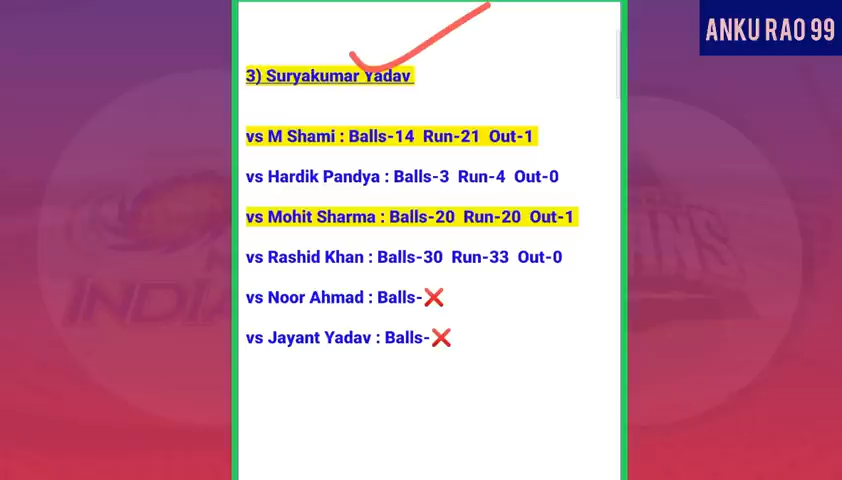 ANKU RAO 99
3) Suryakumar Yadav
vs M Shami : Balls-14 Run-21 Out-1
vs Hardik Pandya : Balls-3 Run-4 Out-0
vs Mohit Sharma : Balls-20 Run-20 Out-1
vs Rashid Khan : Balls-30 Run-33 Out-0
vs Noor Ahmad : Balls-❌
vs Jayant Yadav : Balls-❌